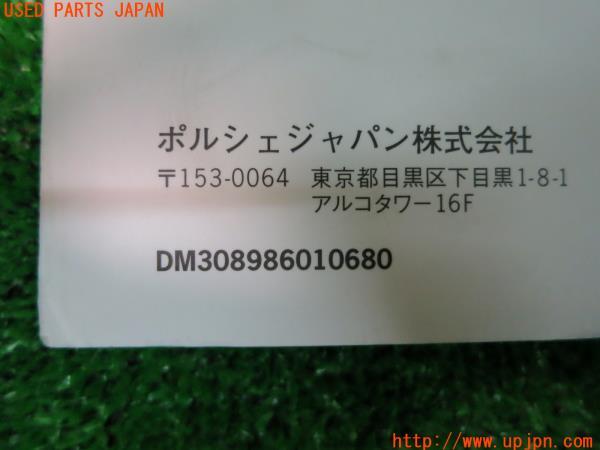 USED PARTS JAPAN
ポルシェジャパン株式会社
〒153-0064 東京都目黒区下目黒1-8-1
アルコタワー16F
DM308986010680
http://www.upjpn.com/